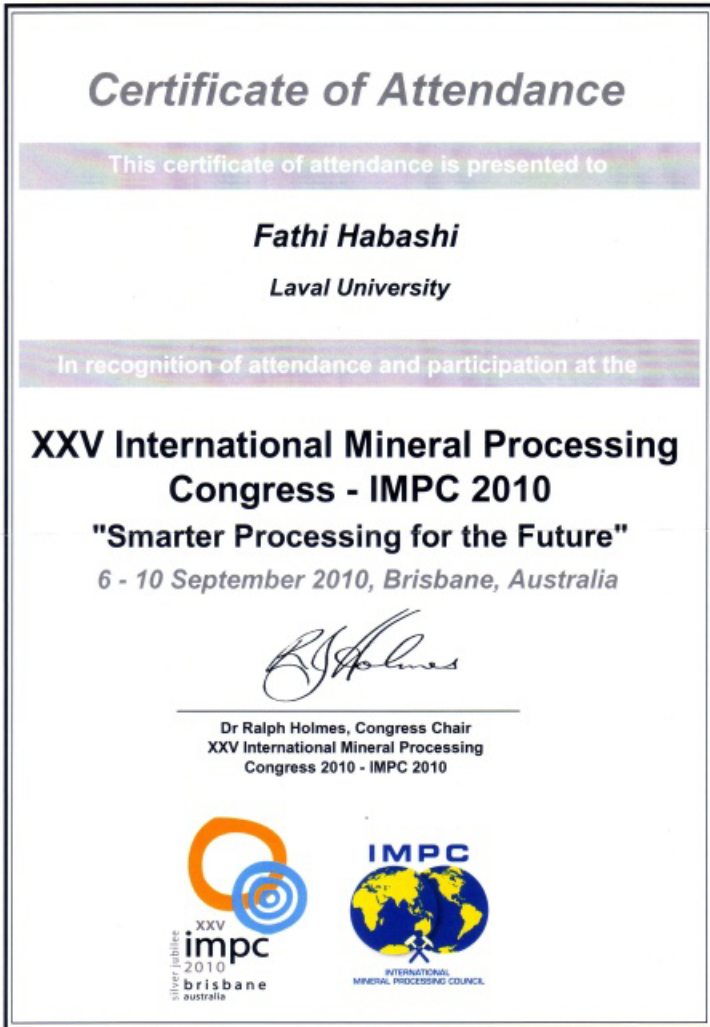 Certificate of Attendance
This certificate of attendance is presented to
Fathi Habashi
Laval University
In recognition of attendance and participation at the
XXV International Mineral Processing
Congress - IMPC 2010
"Smarter Processing for the Future"
6 - 10 September 2010, Brisbane, Australia
RJHolmes
Dr Ralph Holmes, Congress Chair
XXV International Mineral Processing
Congress 2010 - IMPC 2010
silver jubilee
XXV
impc
2010
brisbane
australia
IMPC
INTERNATIONAL
MINERAL PROCESSING COUNCIL